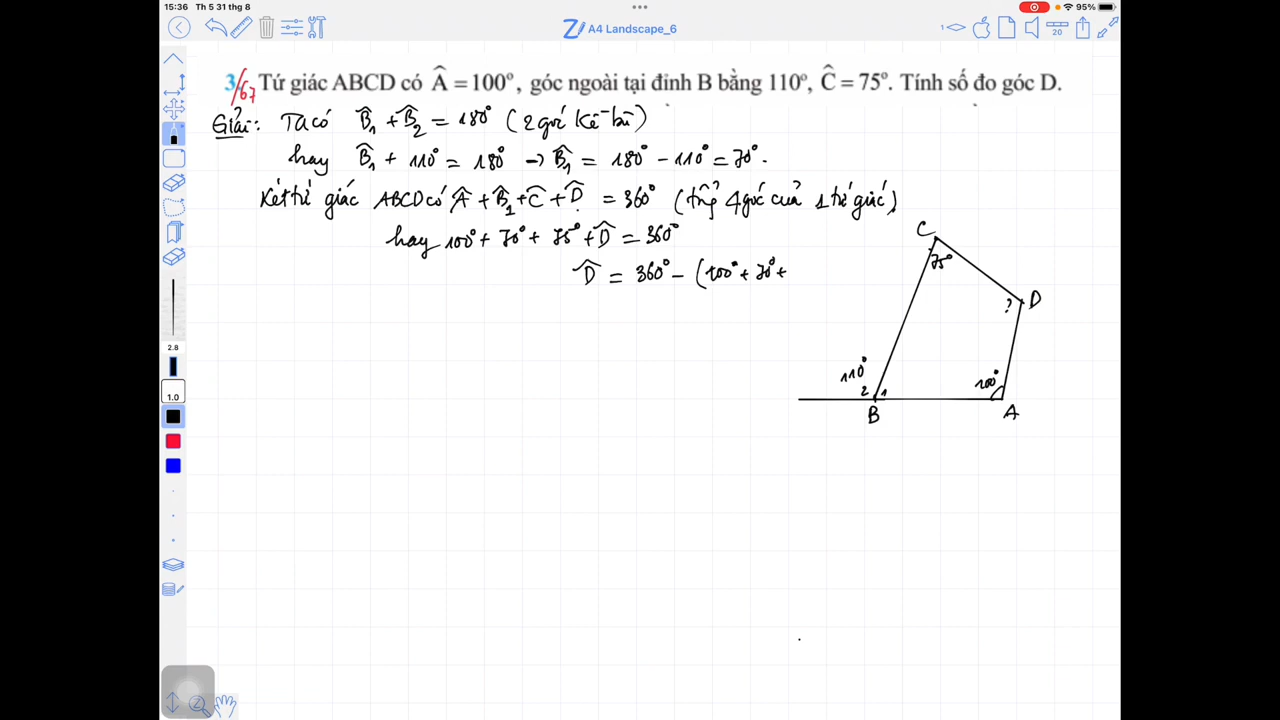 15:36 Th 5 31 thg 8
95%
A4 Landscape_6
1
20
3/67 Tứ giác ABCD có Â = 100°, góc ngoài tại đỉnh B bằng 110°, Ĉ = 75°. Tính số đo góc D.
Giải: Ta có B̂₁ + B̂₂ = 180° (2 góc kề bù)
hay B̂₁ + 110° = 180° → B̂₁ = 180° - 110° = 70°.
Xét tứ giác ABCD có Â + B̂₁ + Ĉ + D̂ = 360° (tổng 4 góc của 1 tứ giác)
hay 100° + 70° + 75° + D̂ = 360°
D̂ = 360° - (100° + 70° +
C
75°
D
?
110°
100°
2 1
B
A
2.8
1.0